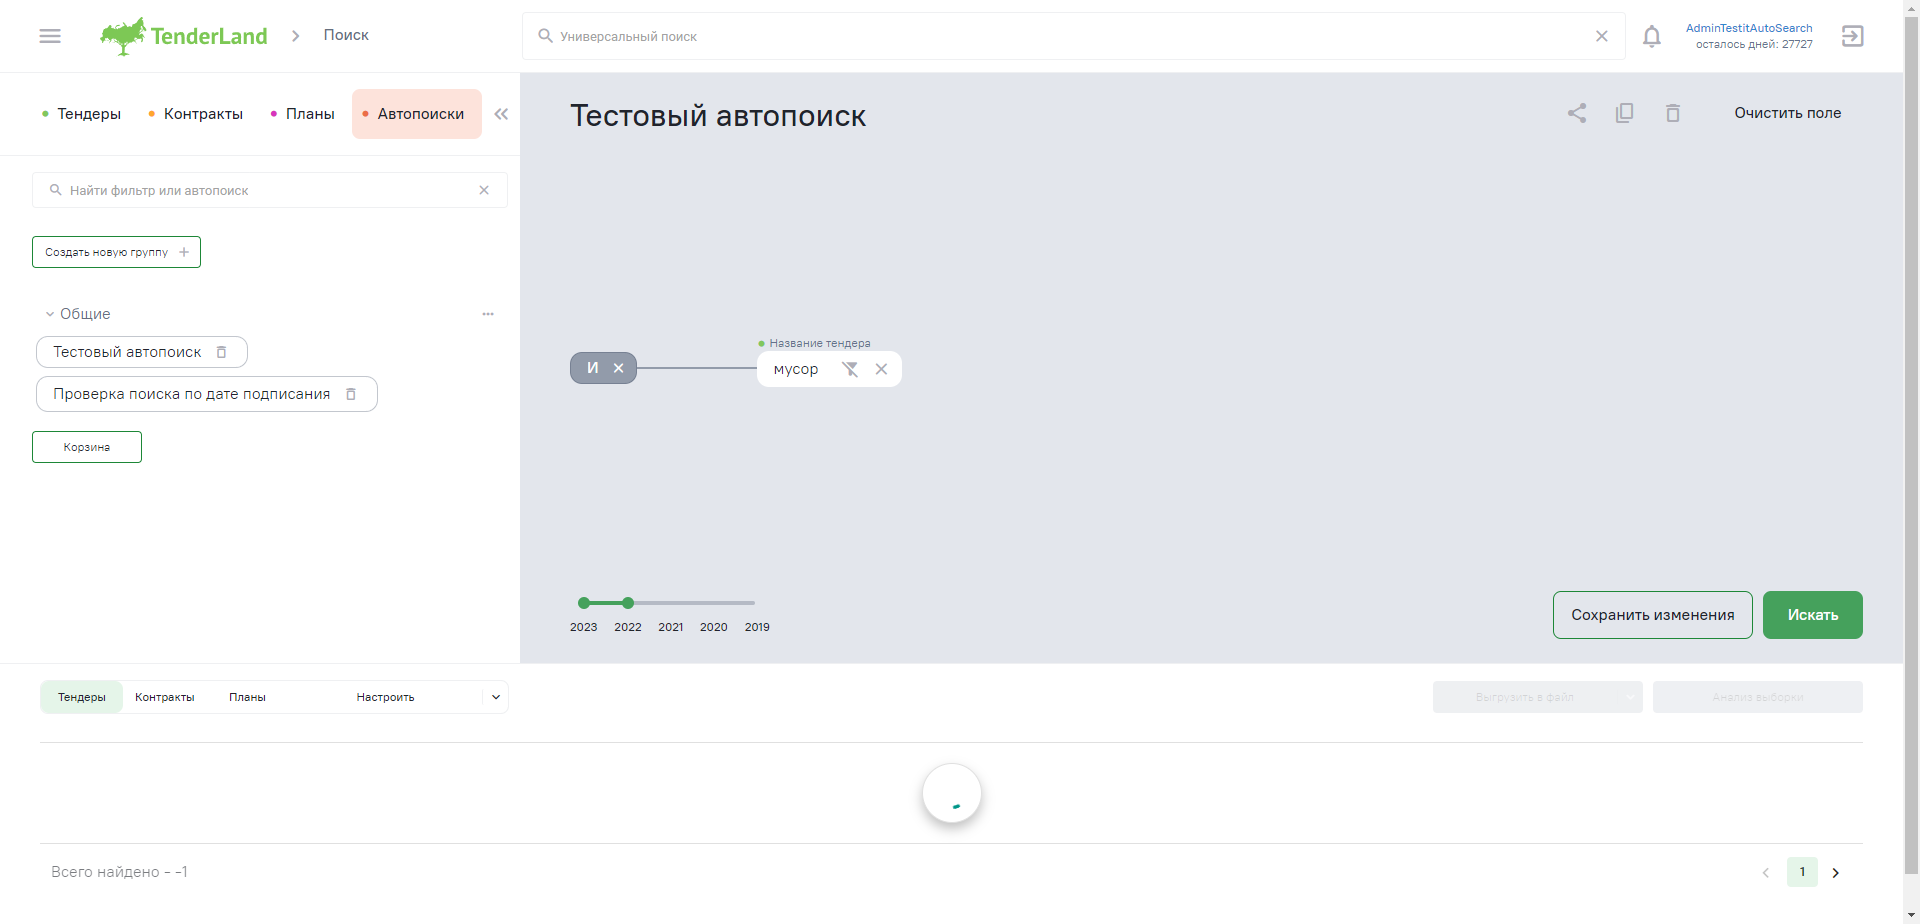 TenderLand
Поиск
Универсальный поиск
AdminTestitAutoSearch
осталось дней: 27727
Тендеры
Контракты
Планы
Автопоиски
Тестовый автопоиск
Очистить поле
Найти фильтр или автопоиск
Создать новую группу
Общие
Тестовый автопоиск
Проверка поиска по дате подписания
Корзина
Название тендера
И
мусор
2023 2022 2021 2020 2019
Сохранить изменения
Искать
Тендеры
Контракты
Планы
Настроить
Выгрузить в файл
Анализ выборки
Всего найдено - -1
1